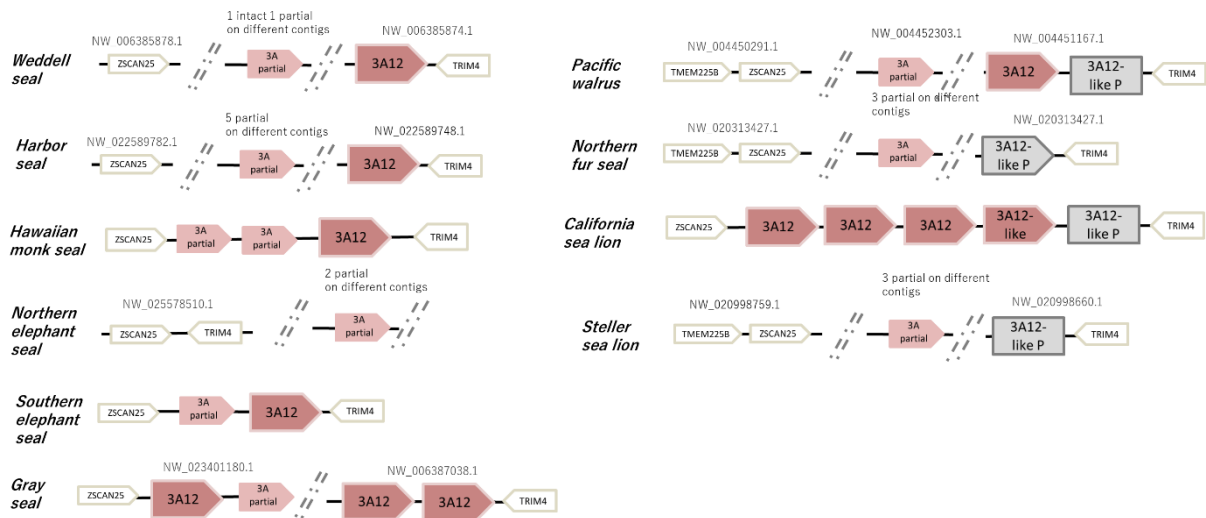 1 intact 1 partial
on different contigs
NW_006385878.1
NW_006385874.1
Weddell
seal
ZSCAN25
3A
partial
3A12
TRIM4
5 partial
on different contigs
NW_022589782.1
NW_022589748.1
Harbor
seal
ZSCAN25
3A
partial
3A12
TRIM4
Hawaiian
monk seal
ZSCAN25
3A partial
3A partial
3A12
TRIM4
2 partial
on different contigs
NW_025578510.1
Northern
elephant
seal
ZSCAN25
TRIM4
3A
partial
Southern
elephant
seal
ZSCAN25
3A
partial
3A12
TRIM4
NW_023401180.1
NW_006387038.1
Gray
seal
ZSCAN25
3A12
3A
partial
3A12
3A12
TRIM4
NW_004450291.1
NW_004452303.1
NW_004451167.1
Pacific
walrus
TMEM225B
ZSCAN25
3A
partial
3A12
3A12-
like P
TRIM4
3 partial on different
contigs
NW_020313427.1
NW_020313427.1
Northern
fur seal
TMEM225B
ZSCAN25
3A
partial
3A12-
like P
TRIM4
California
sea lion
ZSCAN25
3A12
3A12
3A12
3A12-
like
3A12-
like P
TRIM4
3 partial on different
contigs
NW_020998759.1
NW_020998660.1
Steller
sea lion
TMEM225B
ZSCAN25
3A
partial
3A12-
like P
TRIM4